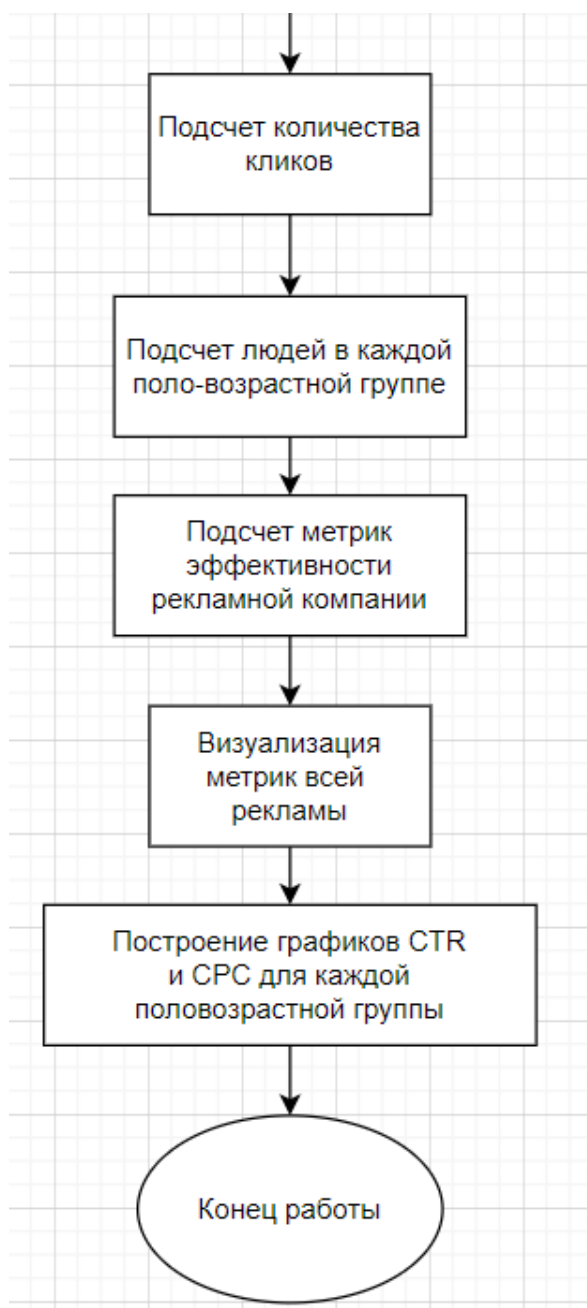 Подсчет количества
кликов
Подсчет людей в каждой
поло-возрастной группе
Подсчет метрик
эффективности
рекламной компании
Визуализация
метрик всей
рекламы
Построение графиков CTR
и CPC для каждой
половозрастной группы
Конец работы